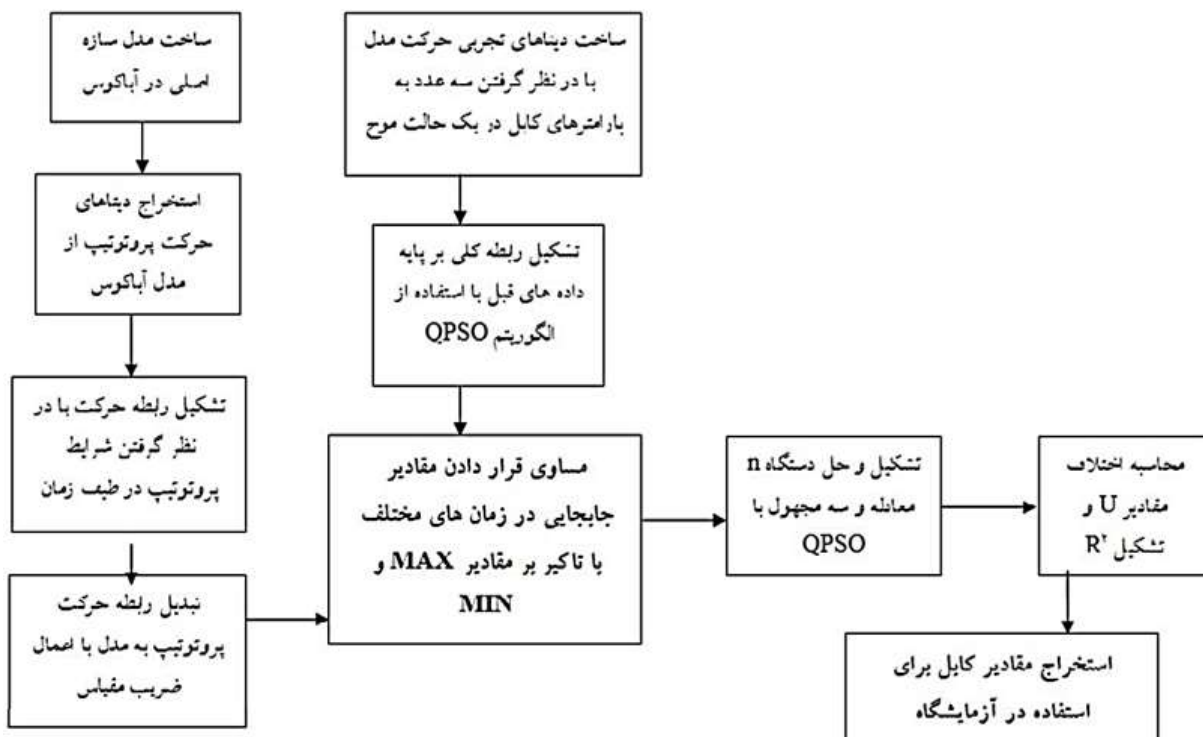 ساخت مدل سازه
اصلی در آباکوس
استخراج دیتاهای
حرکت پروتوتیپ از
مدل آباکوس
تشکیل رابطه حرکت با در
نظر گرفتن شرایط
پروتوتیپ در طیف زمان
تبدیل رابطه حرکت
پروتوتیپ به مدل با اعمال
ضریب مقیاس
ساخت دیتاهای تجربی حرکت مدل
با در نظر گرفتن سه عدد به
پارامترهای کابل در یک حالت موج
تشکیل رابطه کلی بر پایه
داده های قبل با استفاده از
الگوریتم QPSO
مساوی قرار دادن مقادیر
جابجایی در زمان های مختلف
با تاکیر بر مقادیر MAX و
MIN
تشکیل و حل دستگاه n
معادله و سه مجهول با
QPSO
محاسبه اختلاف
مقادیر U و
تشکیل R²
استخراج مقادیر کابل برای
استفاده در آزمایشگاه